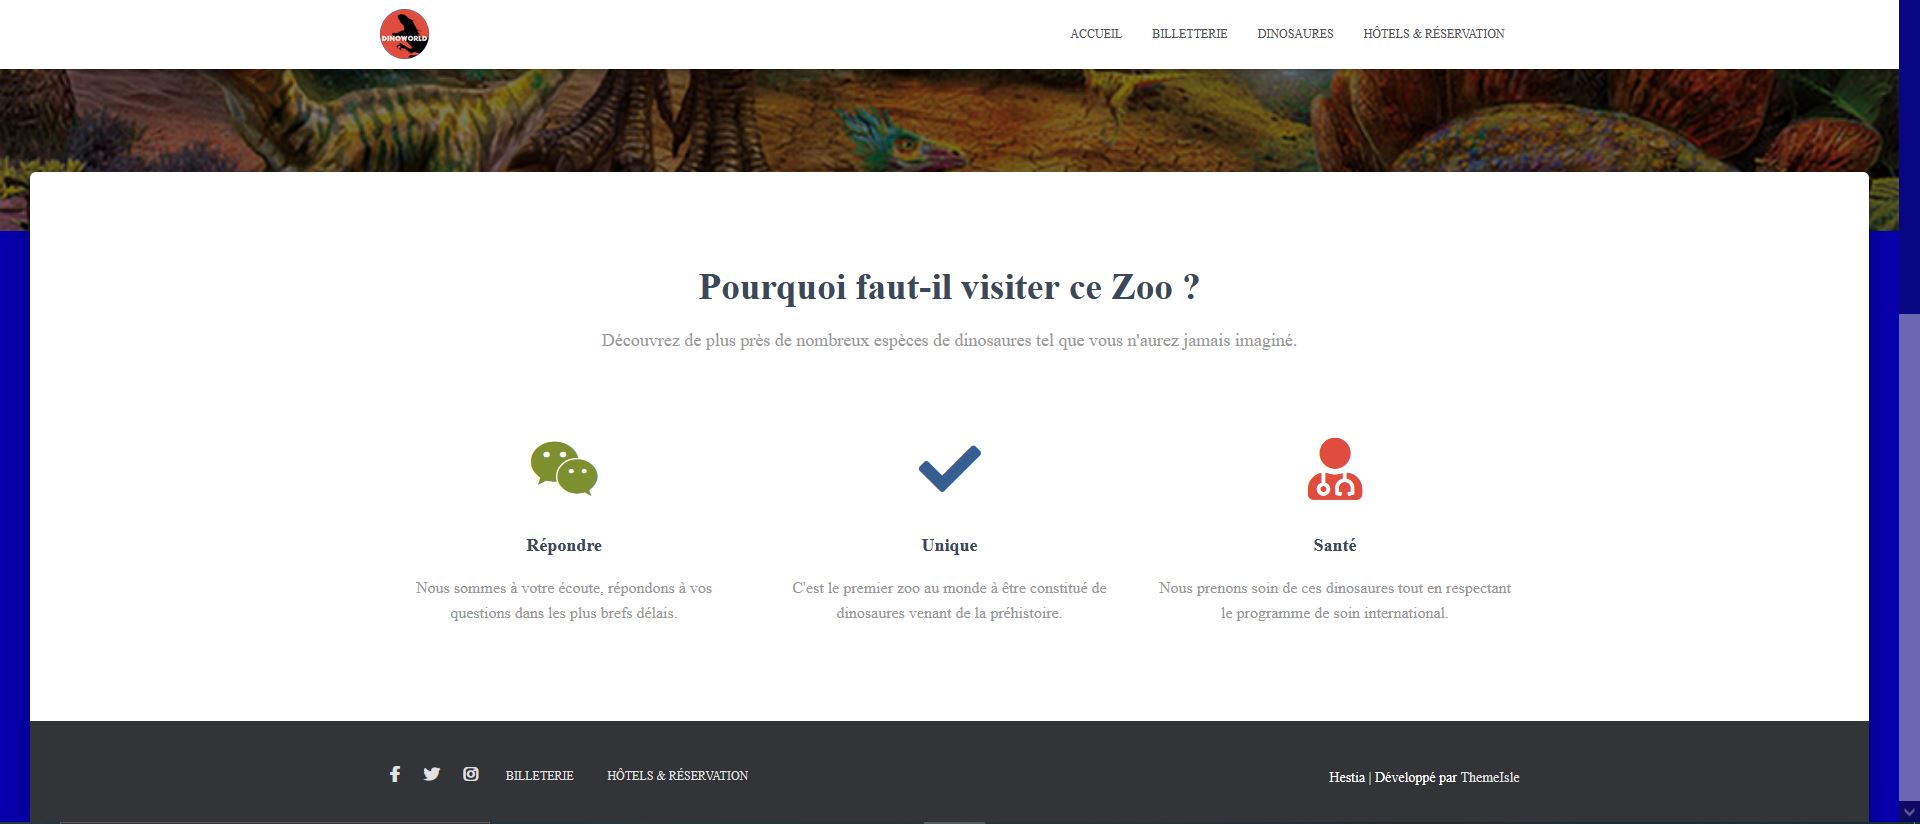 DINOWORLD
ACCUEIL BILLETTERIE DINOSAURES HÔTELS & RÉSERVATION
Pourquoi faut-il visiter ce Zoo ?
Découvrez de plus près de nombreux espèces de dinosaures tel que vous n'aurez jamais imaginé.
Répondre
Nous sommes à votre écoute, répondons à vos
questions dans les plus brefs délais.
Unique
C'est le premier zoo au monde à être constitué de
dinosaures venant de la préhistoire.
Santé
Nous prenons soin de ces dinosaures tout en respectant
le programme de soin international.
BILLETERIE HÔTELS & RÉSERVATION
Hestia | Développé par ThemeIsle